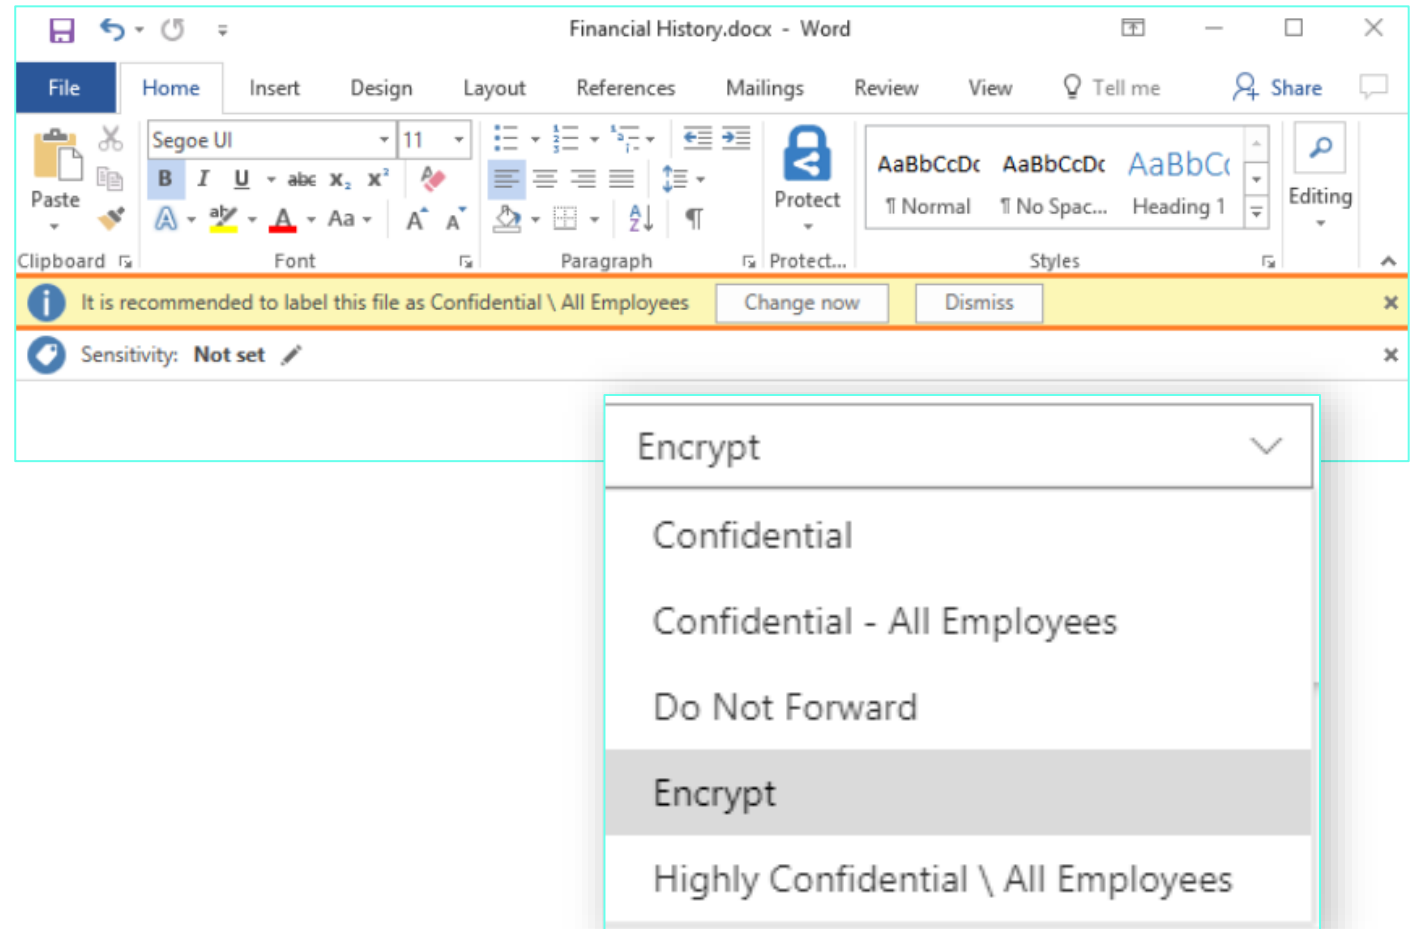 Financial History.docx - Word
File Home Insert Design Layout References Mailings Review View Tell me Share
Segoe UI 11
AaBbCcDc AaBbCcDc AaBbCc
B I U abc X₂ X²
Paste Protect ¶ Normal ¶ No Spac... Heading 1 Editing
A aby A Aa A A A Z ¶
Clipboard Font Paragraph Protect... Styles
It is recommended to label this file as Confidential \ All Employees Change now Dismiss
Sensitivity: Not set
Encrypt
Confidential
Confidential - All Employees
Do Not Forward
Encrypt
Highly Confidential \ All Employees